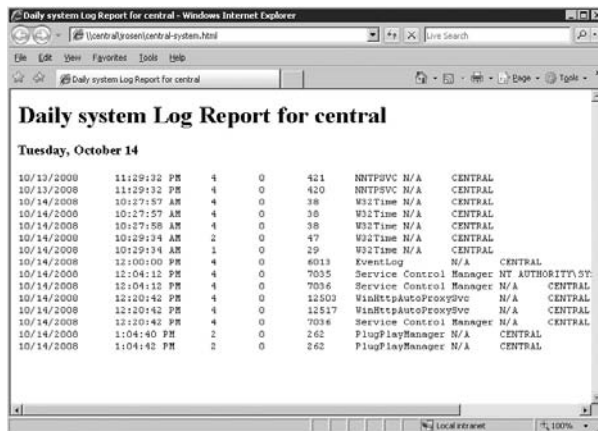 Daily system Log Report for central - Windows Internet Explorer
\\central\rosen\central-system.html
Live Search
File Edit View Favorites Tools Help
Daily system Log Report for central
Page Tools
Daily system Log Report for central
Tuesday, October 14
10/13/2008 11:29:32 PM 4 0 421 NNTPSVC N/A CENTRAL
10/13/2008 11:29:32 PM 4 0 420 NNTPSVC N/A CENTRAL
10/14/2008 10:27:57 AM 4 0 38 W32Time N/A CENTRAL
10/14/2008 10:27:57 AM 4 0 38 W32Time N/A CENTRAL
10/14/2008 10:27:58 AM 4 0 38 W32Time N/A CENTRAL
10/14/2008 10:29:34 AM 2 0 47 W32Time N/A CENTRAL
10/14/2008 10:29:34 AM 1 0 29 W32Time N/A CENTRAL
10/14/2008 12:00:00 PM 4 0 6013 EventLog N/A CENTRAL
10/14/2008 12:04:12 PM 4 0 7035 Service Control Manager NT AUTHORITY\SY
10/14/2008 12:04:12 PM 4 0 7036 Service Control Manager N/A CENTRAL
10/14/2008 12:20:42 PM 4 0 12503 WinHttpAutoProxySvc N/A CENTRAL
10/14/2008 12:20:42 PM 4 0 12517 WinHttpAutoProxySvc N/A CENTRAL
10/14/2008 12:20:42 PM 4 0 7036 Service Control Manager N/A CENTRAL
10/14/2008 1:04:40 PM 2 0 262 PlugPlayManager N/A CENTRAL
10/14/2008 1:04:42 PM 2 0 262 PlugPlayManager N/A CENTRAL
Local intranet 100%